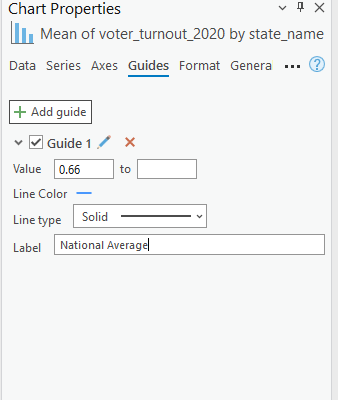 Chart Properties
Mean of voter_turnout_2020 by state_name
Data Series Axes Guides Format Genera
Add guide
Guide 1
Value 0.66 to
Line Color
Line type Solid
Label National Average